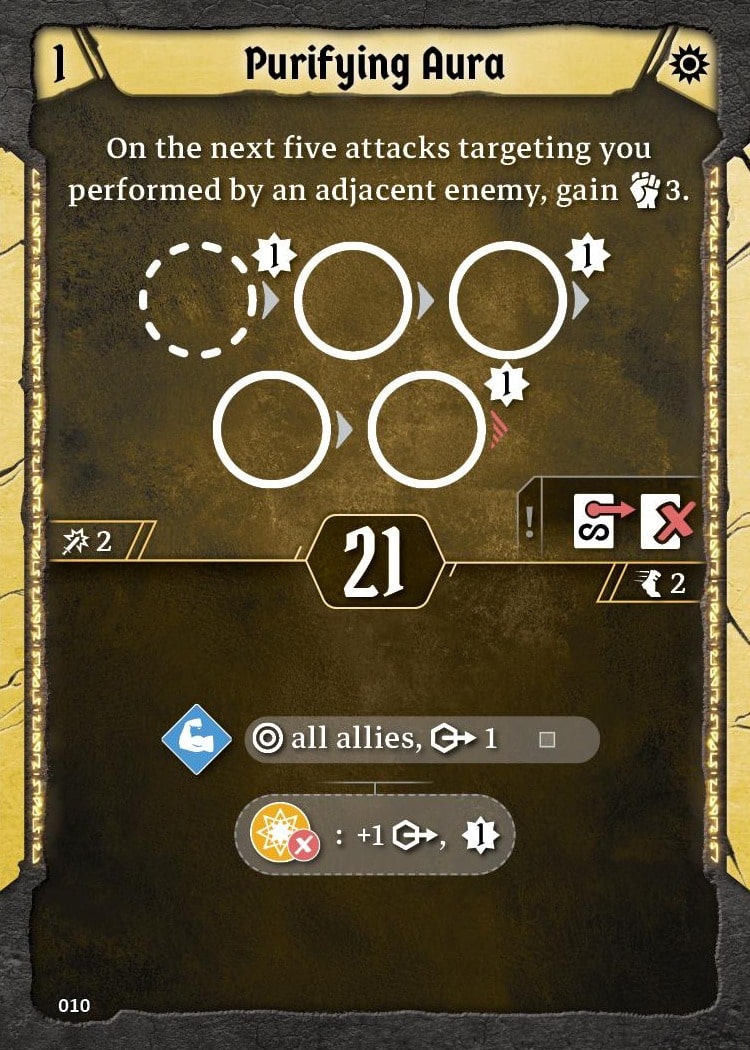 1 Purifying Aura
On the next five attacks targeting you
performed by an adjacent enemy, gain 3.
1 1
1
2
21
!
2
all allies, 1
: +1 , 1
010